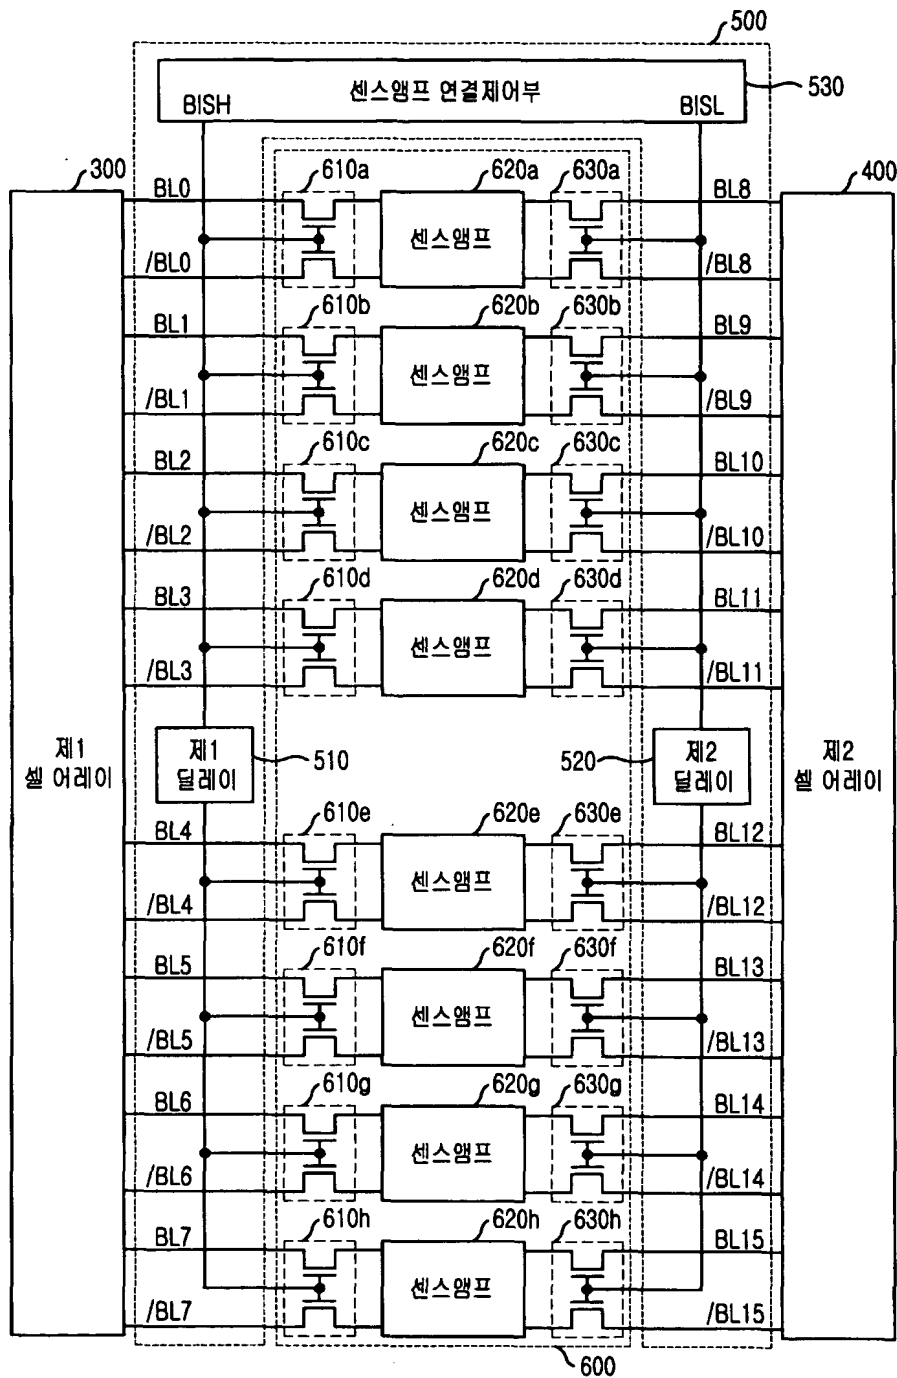 500
센스앰프 연결제어부
530
BISH
BISL
300
610a
620a
630a
400
BL0
BL8
센스앰프
/BL0
/BL8
610b
620b
630b
BL1
BL9
센스앰프
/BL1
/BL9
610c
620c
630c
BL2
BL10
센스앰프
/BL2
/BL10
610d
620d
630d
BL3
BL11
센스앰프
/BL3
/BL11
제1
셀 어레이
제1
딜레이
510
520
제2
딜레이
제2
셀 어레이
610e
620e
630e
BL4
BL12
센스앰프
/BL4
/BL12
610f
620f
630f
BL5
BL13
센스앰프
/BL5
/BL13
610g
620g
630g
BL6
BL14
센스앰프
/BL6
/BL14
610h
620h
630h
BL7
BL15
센스앰프
/BL7
/BL15
600